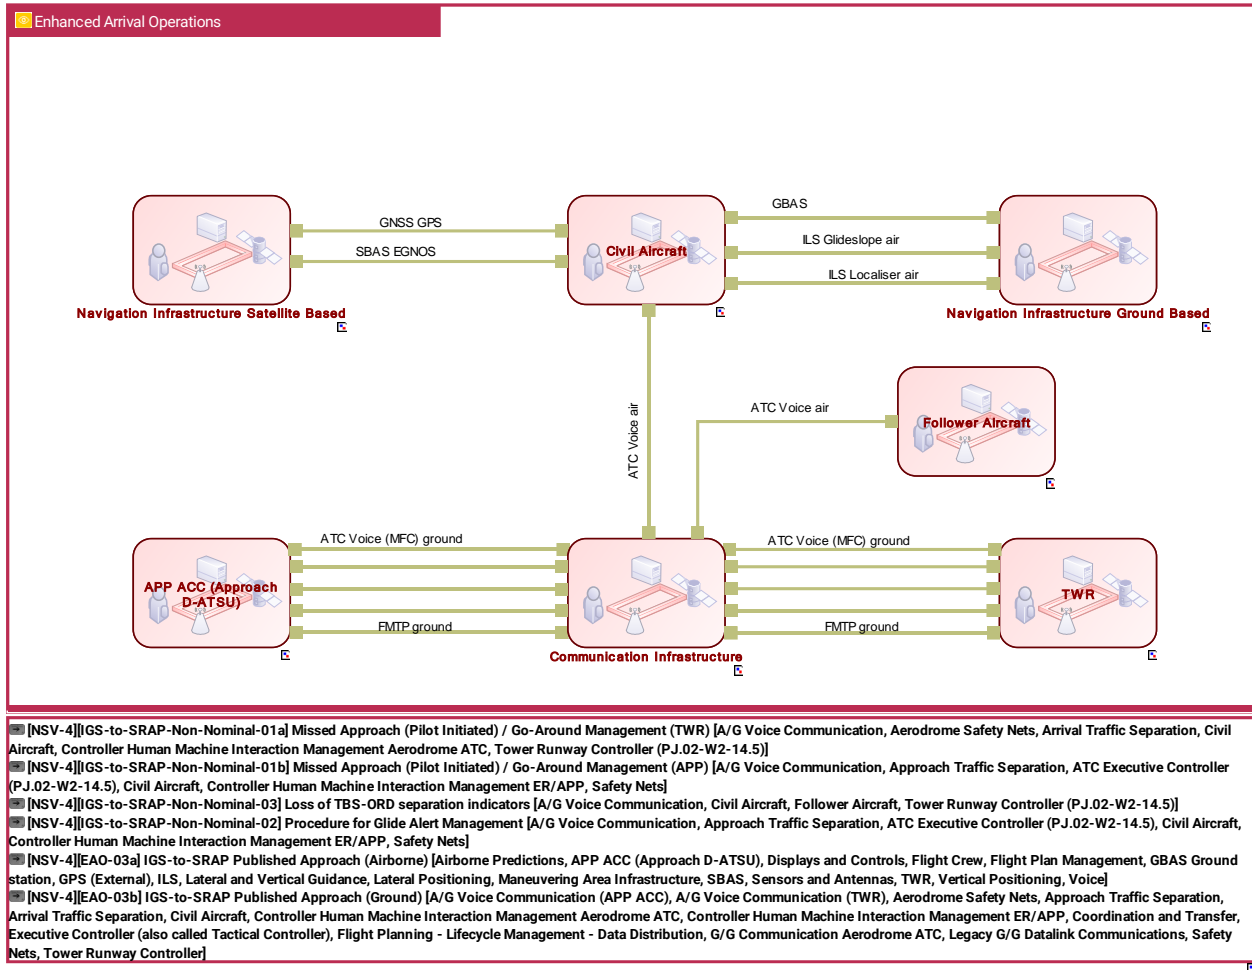 Enhanced Arrival Operations
GBAS
GNSS GPS
ILS Glideslope air
SBAS EGNOS
Civil Aircraft
ILS Localiser air
Navigation Infrastructure Satellite Based
Navigation Infrastructure Ground Based
ATC Voice air
ATC Voice air
Follower Aircraft
ATC Voice (MFC) ground
ATC Voice (MFC) ground
APP ACC (Approach
D-ATSU)
TWR
FMTP ground
FMTP ground
Communication Infrastructure
[NSV-4][IGS-to-SRAP-Non-Nominal-01a] Missed Approach (Pilot Initiated) / Go-Around Management (TWR) [A/G Voice Communication, Aerodrome Safety Nets, Arrival Traffic Separation, Civil
Aircraft, Controller Human Machine Interaction Management Aerodrome ATC, Tower Runway Controller (PJ.02-W2-14.5)]
[NSV-4][IGS-to-SRAP-Non-Nominal-01b] Missed Approach (Pilot Initiated) / Go-Around Management (APP) [A/G Voice Communication, Approach Traffic Separation, ATC Executive Controller
(PJ.02-W2-14.5), Civil Aircraft, Controller Human Machine Interaction Management ER/APP, Safety Nets]
[NSV-4][IGS-to-SRAP-Non-Nominal-03] Loss of TBS-ORD separation indicators [A/G Voice Communication, Civil Aircraft, Follower Aircraft, Tower Runway Controller (PJ.02-W2-14.5)]
[NSV-4][IGS-to-SRAP-Non-Nominal-02] Procedure for Glide Alert Management [A/G Voice Communication, Approach Traffic Separation, ATC Executive Controller (PJ.02-W2-14.5), Civil Aircraft,
Controller Human Machine Interaction Management ER/APP, Safety Nets]
[NSV-4][EAO-03a] IGS-to-SRAP Published Approach (Airborne) [Airborne Predictions, APP ACC (Approach D-ATSU), Displays and Controls, Flight Crew, Flight Plan Management, GBAS Ground
station, GPS (External), ILS, Lateral and Vertical Guidance, Lateral Positioning, Maneuvering Area Infrastructure, SBAS, Sensors and Antennas, TWR, Vertical Positioning, Voice]
[NSV-4][EAO-03b] IGS-to-SRAP Published Approach (Ground) [A/G Voice Communication (APP ACC), A/G Voice Communication (TWR), Aerodrome Safety Nets, Approach Traffic Separation,
Arrival Traffic Separation, Civil Aircraft, Controller Human Machine Interaction Management Aerodrome ATC, Controller Human Machine Interaction Management ER/APP, Coordination and Transfer,
Executive Controller (also called Tactical Controller), Flight Planning - Lifecycle Management - Data Distribution, G/G Communication Aerodrome ATC, Legacy G/G Datalink Communications, Safety
Nets, Tower Runway Controller]